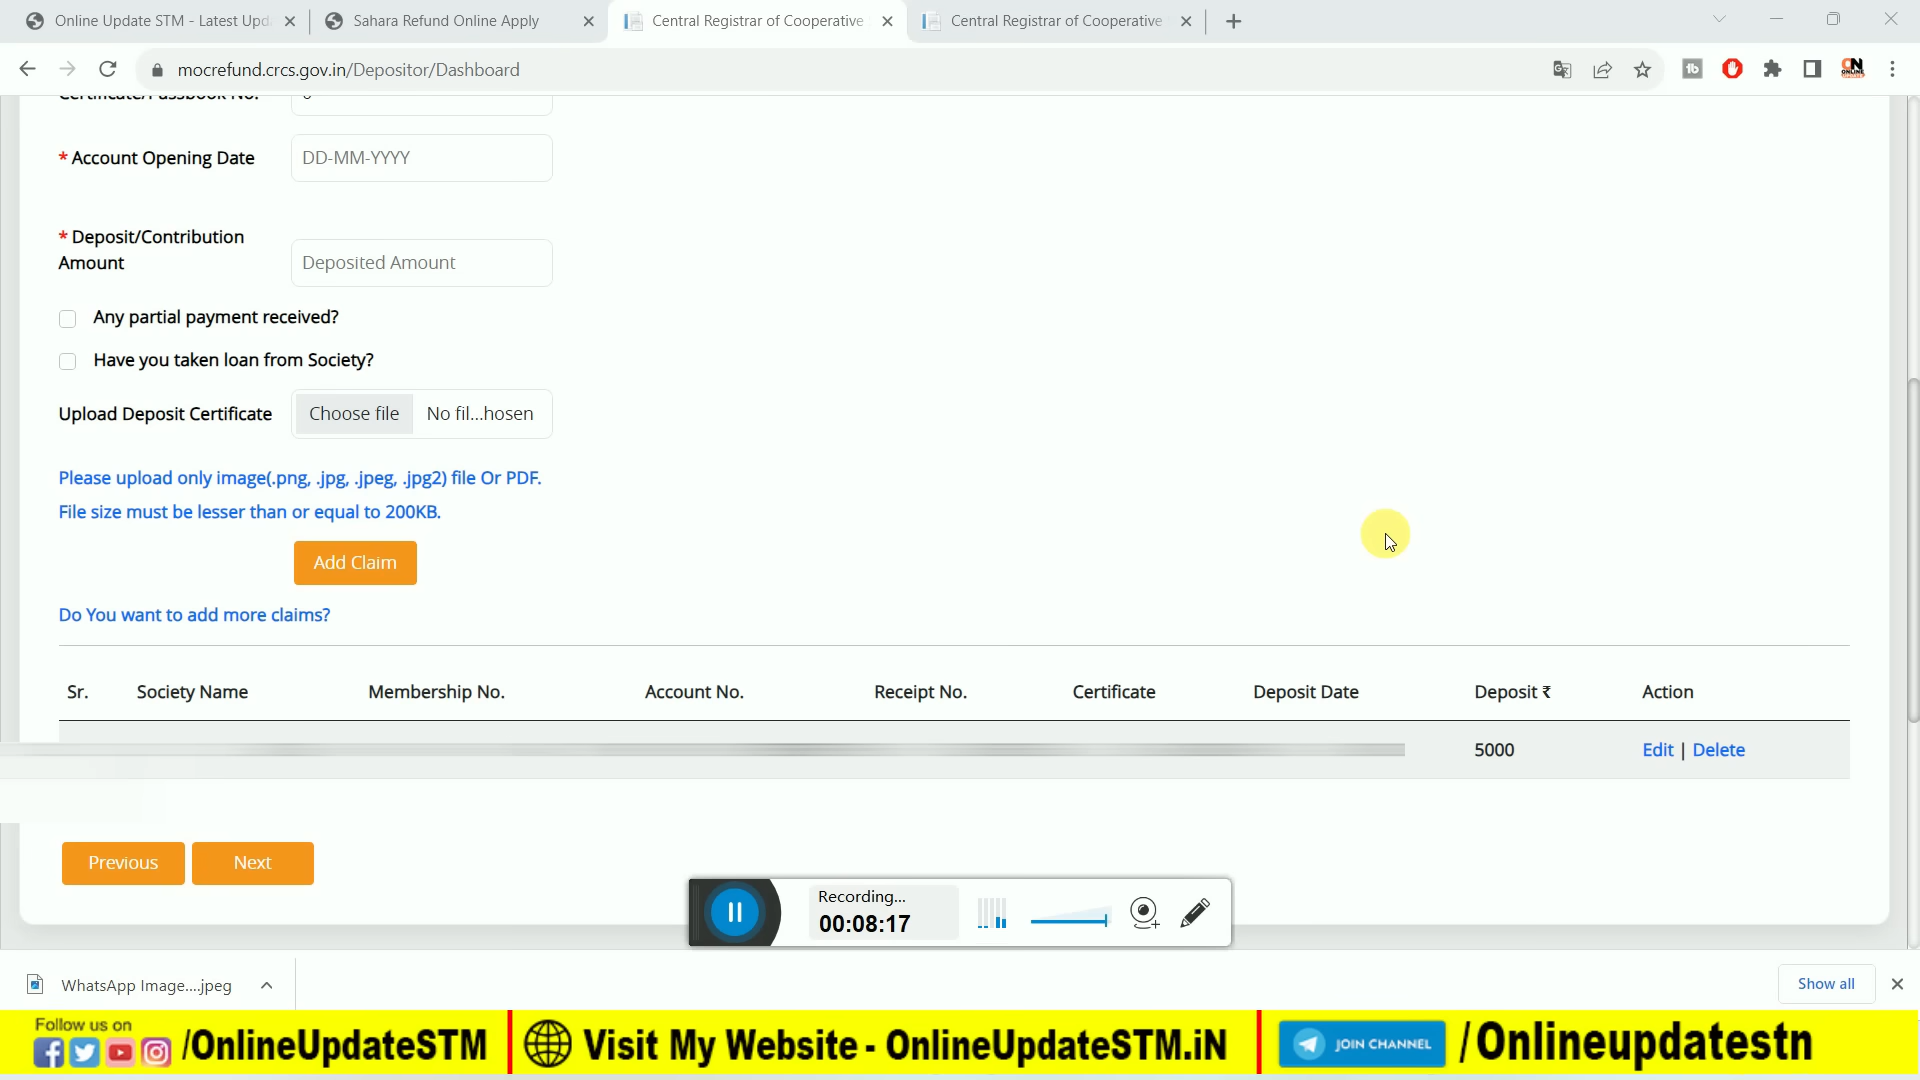 Online Update STM - Latest Upd
Sahara Refund Online Apply
Central Registrar of Cooperative
Central Registrar of Cooperative
mocrefund.crcs.gov.in/Depositor/Dashboard
Certificate/Passbook No.
* Account Opening Date
DD-MM-YYYY
* Deposit/Contribution
Amount
Deposited Amount
Any partial payment received?
Have you taken loan from Society?
Upload Deposit Certificate
Choose file
No fil...hosen
Please upload only image(.png, .jpg, .jpeg, .jpg2) file Or PDF.
File size must be lesser than or equal to 200KB.
Add Claim
Do You want to add more claims?
Sr. Society Name Membership No. Account No. Receipt No. Certificate Deposit Date Deposit ₹ Action
5000 Edit | Delete
Previous
Next
Recording...
00:08:17
WhatsApp Image....jpeg
Show all
Follow us on
/OnlineUpdateSTM
Visit My Website - OnlineUpdateSTM.iN
JOIN CHANNEL
/Onlineupdatestn